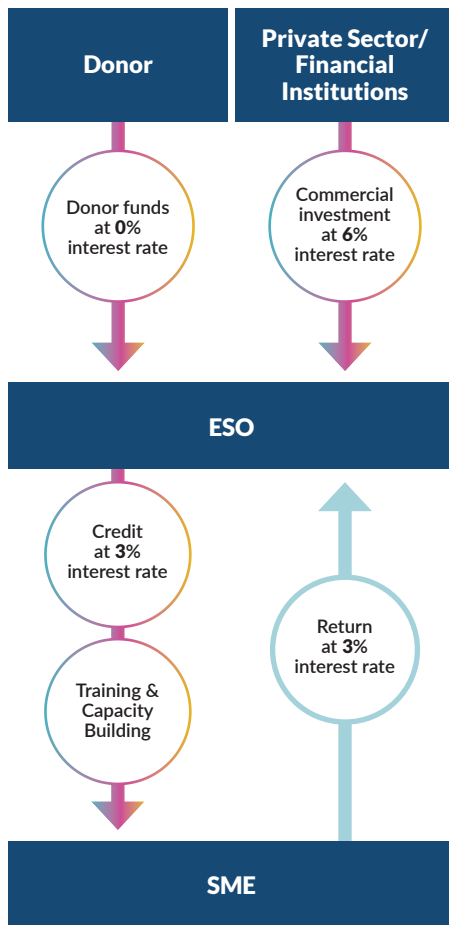 Donor
Private Sector/
Financial
Institutions
Donor funds
at 0%
interest rate
Commercial
investment
at 6%
interest rate
ESO
Credit
at 3%
interest rate
Training &
Capacity
Building
Return
at 3%
interest rate
SME